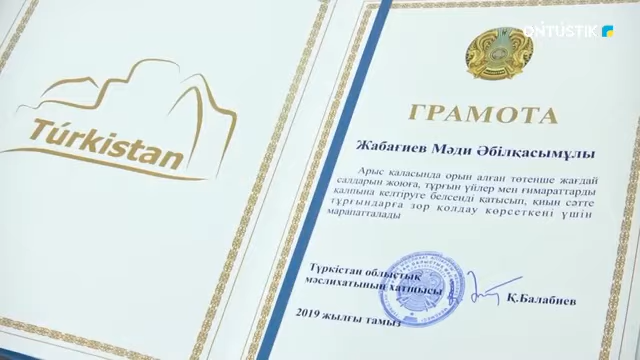 ONTÚSTIK
Túrkistan
ГРАМОТА
Жабағиев Мәди Әбілқасымұлы
Арыс қаласында орын алған төтенше жағдай
салдарын жоюға, тұрғын үйлер мен ғимараттарды
қалпына келтіруге белсенді қатысып, қиын сәтте
тұрғындарға зор қолдау көрсеткені үшін
марапатталады
Түркістан облыстық
мәслихатының хатшысы
Қ.Балабиев
2019 жылғы тамыз